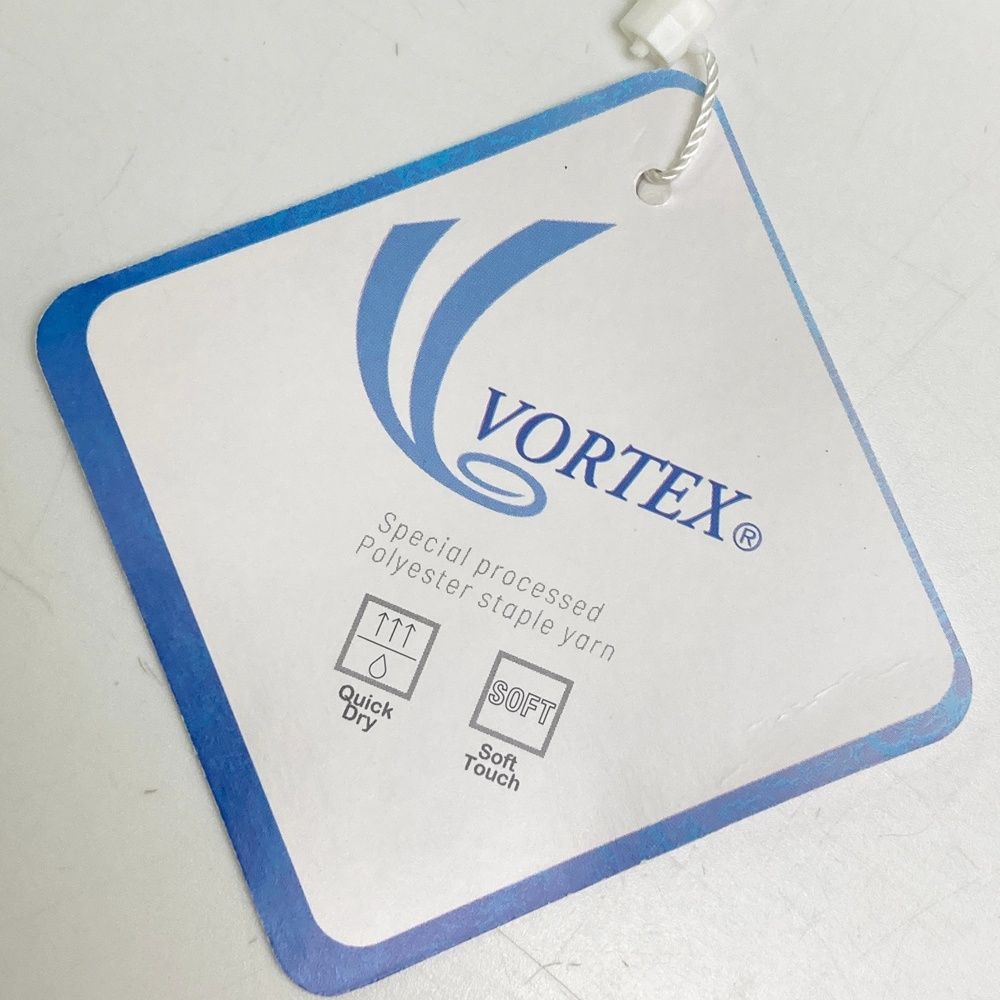 VORTEX®
Special processed
Polyester staple yarn
SOFT
Quick
Dry
Soft
Touch